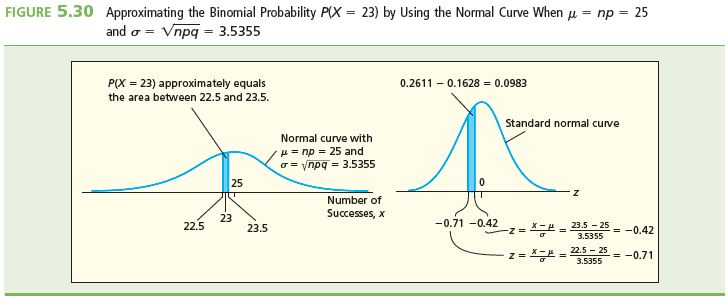 FIGURE 5.30 Approximating the Binomial Probability P(X = 23) by Using the Normal Curve When μ = np = 25
and σ = √npq = 3.5355
P(X = 23) approximately equals
the area between 22.5 and 23.5.
Normal curve with
μ = np = 25 and
σ = √npq = 3.5355
25
Number of
Successes, x
22.5
23
23.5
0.2611 − 0.1628 = 0.0983
Standard normal curve
0
z
−0.71 −0.42
z = x − μ / σ = 23.5 − 25 / 3.5355 = −0.42
z = x − μ / σ = 22.5 − 25 / 3.5355 = −0.71